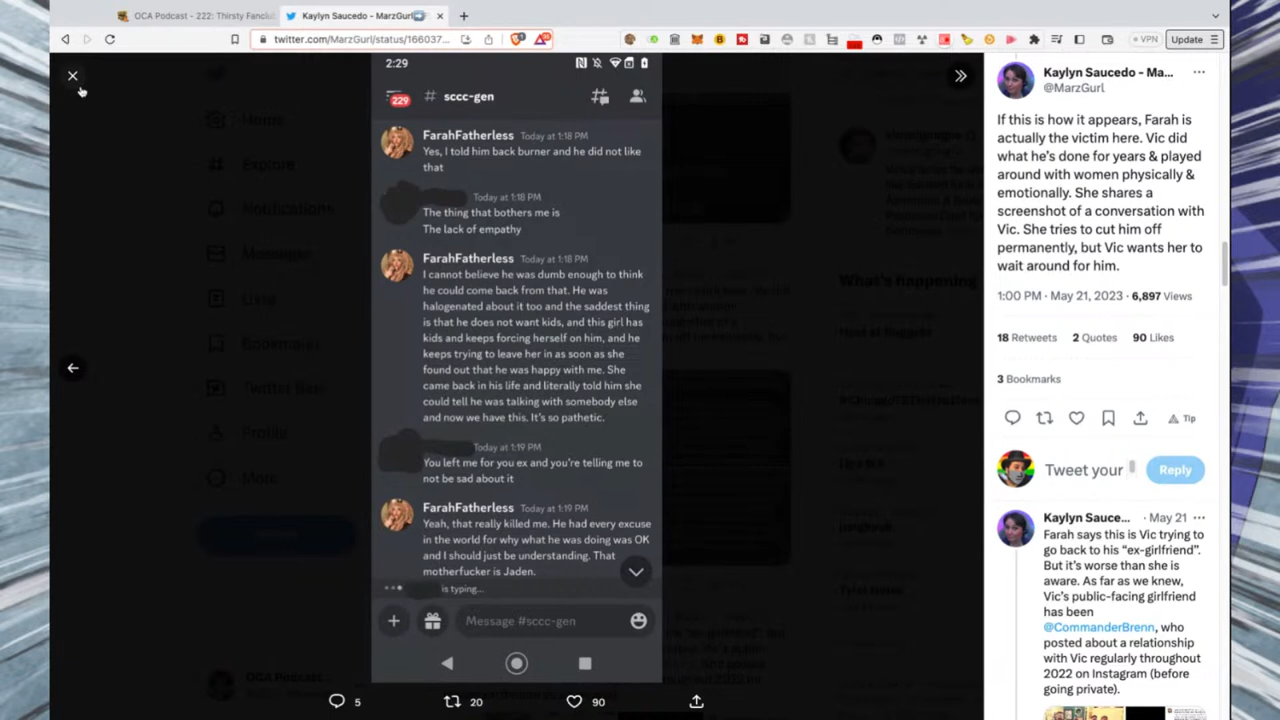 OCA Podcast - 222: Thirsty Fanclu
Kaylyn Saucedo - MarzGurl
twitter.com/MarzGurl/status/166037
VPN
Update
2:29
229
# sccc-gen
FarahFatherless Today at 1:18 PM
Yes, I told him back burner and he did not like
that
Today at 1:18 PM
The thing that bothers me is
The lack of empathy
FarahFatherless Today at 1:18 PM
I cannot believe he was dumb enough to think
he could come back from that. He was
halogenated about it too and the saddest thing
is that he does not want kids, and this girl has
kids and keeps forcing herself on him, and he
keeps trying to leave her in as soon as she
found out that he was happy with me. She
came back in his life and literally told him she
could tell he was talking with somebody else
and now we have this. It's so pathetic.
Today at 1:19 PM
You left me for you ex and you're telling me to
not be sad about it
FarahFatherless Today at 1:19 PM
Yeah, that really killed me. He had every excuse
in the world for why what he was doing was OK
and I should just be understanding. That
motherfucker is Jaden.
is typing...
Message #sccc-gen
5
20
90
Home
Explore
Notifications
Messages
Lists
Bookmarks
Profile
More
OCA Podcast
What's happening
Kaylyn Saucedo - Ma...
@MarzGurl
If this is how it appears, Farah is
actually the victim here. Vic did
what he's done for years & played
around with women physically &
emotionally. She shares a
screenshot of a conversation with
Vic. She tries to cut him off
permanently, but Vic wants her to
wait around for him.
1:00 PM · May 21, 2023 · 6,897 Views
18 Retweets 2 Quotes 90 Likes
3 Bookmarks
Tip
Tweet your
Reply
Kaylyn Sauce... · May 21
Farah says this is Vic trying to
go back to his "ex-girlfriend".
But it's worse than she is
aware. As far as we knew,
Vic's public-facing girlfriend
has been
@CommanderBrenn, who
posted about a relationship
with Vic regularly throughout
2022 on Instagram (before
going private).